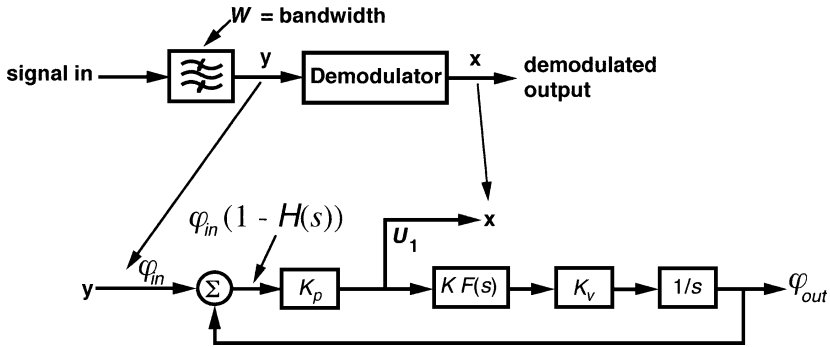 W = bandwidth
signal in
y
Demodulator
x
demodulated
output
φin (1 - H(s))
x
U1
y
φin
Σ
Kp
K F(s)
Kv
1/s
φout